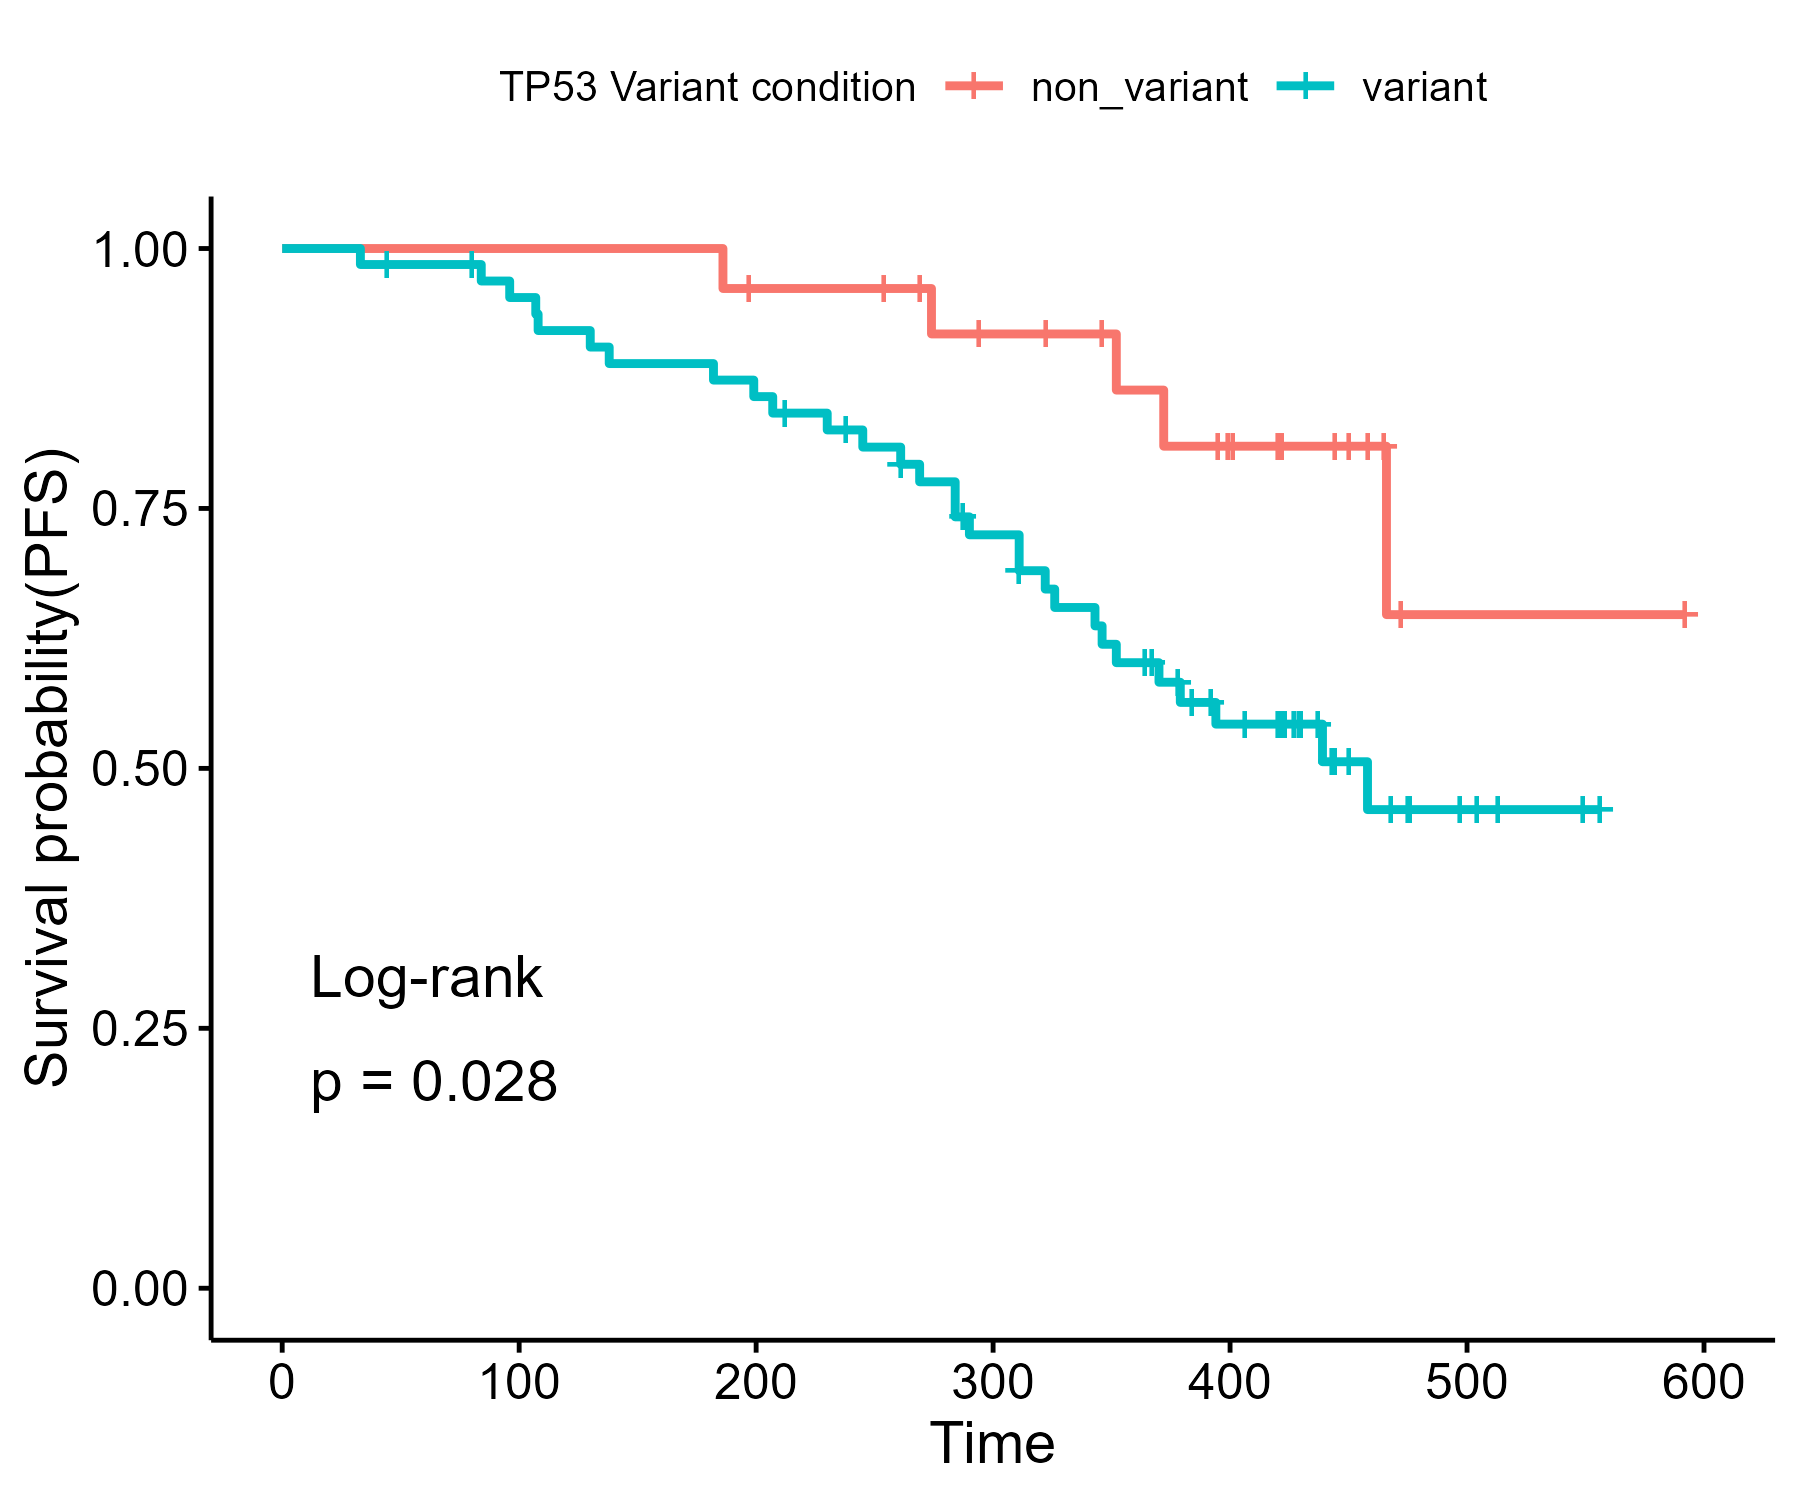 TP53 Variant condition non_variant variant
Survival probability(PFS)
1.00
0.75
0.50
0.25
0.00
Log-rank
p = 0.028
0 100 200 300 400 500 600
Time